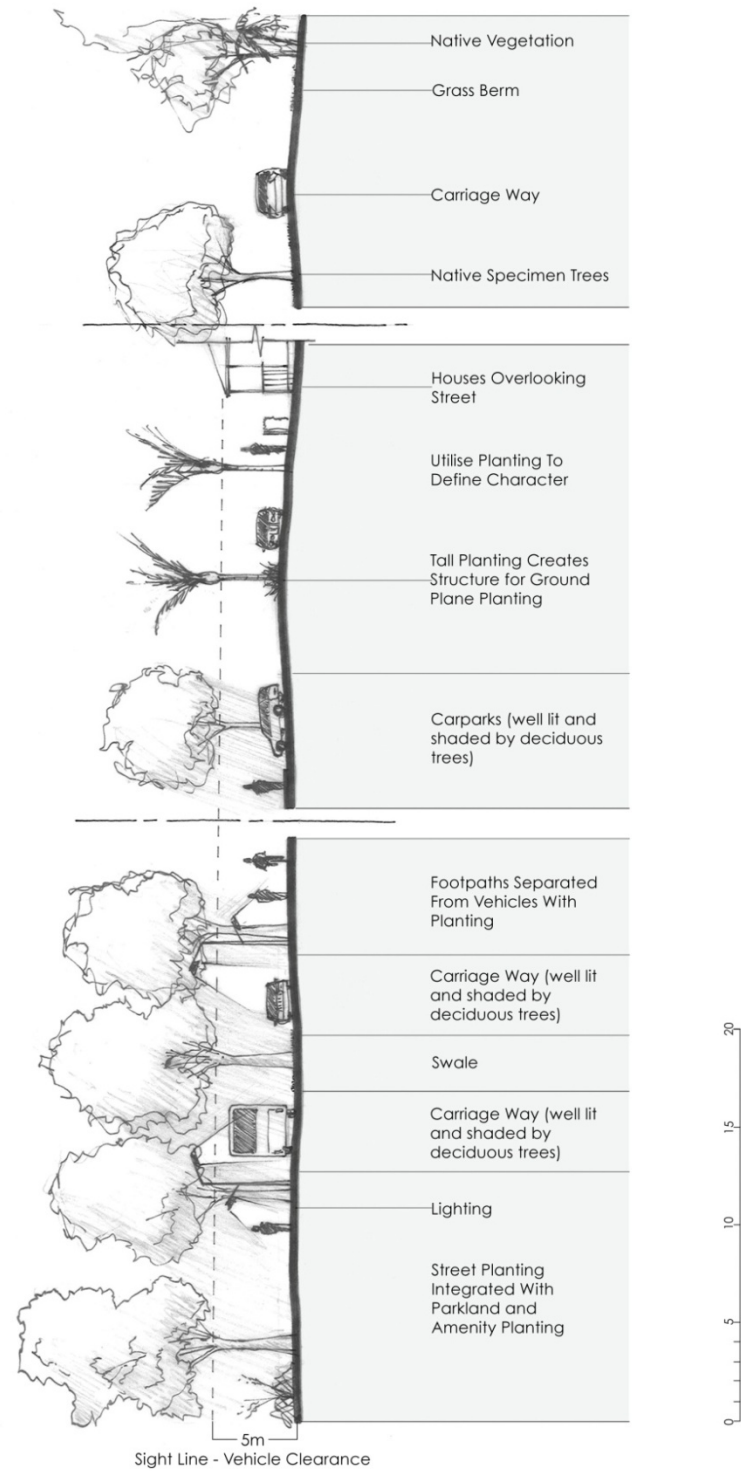 Native Vegetation
Grass Berm
Carriage Way
Native Specimen Trees
Houses Overlooking
Street
Utilise Planting To
Define Character
Tall Planting Creates
Structure for Ground
Plane Planting
Carparks (well lit and
shaded by deciduous
trees)
Footpaths Separated
From Vehicles With
Planting
Carriage Way (well lit
and shaded by
deciduous trees)
Swale
Carriage Way (well lit
and shaded by
deciduous trees)
Lighting
Street Planting
Integrated With
Parkland and
Amenity Planting
5m
Sight Line - Vehicle Clearance
20
15
10
5
0